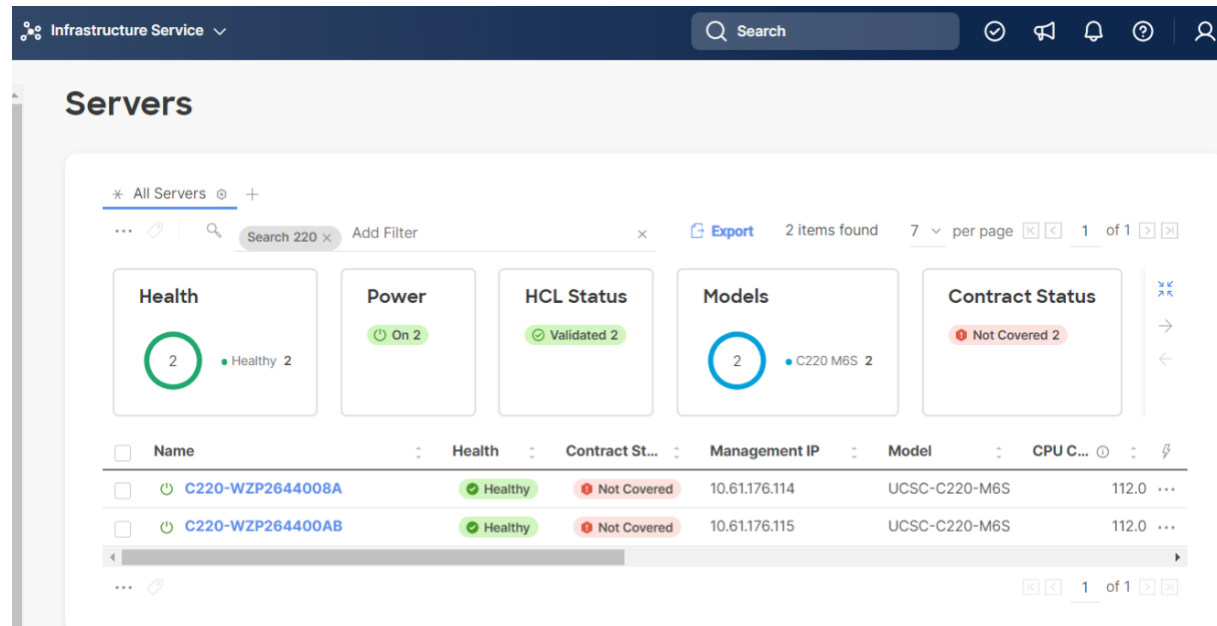 Infrastructure Service
Search
Servers
All Servers
Search 220 × Add Filter
Export 2 items found 7 per page 1 of 1
Health
2
Healthy 2
Power
On 2
HCL Status
Validated 2
Models
2
C220 M6S 2
Contract Status
Not Covered 2
Name Health Contract St... Management IP Model CPU C...
C220-WZP2644008A Healthy Not Covered 10.61.176.114 UCSC-C220-M6S 112.0 ...
C220-WZP264400AB Healthy Not Covered 10.61.176.115 UCSC-C220-M6S 112.0 ...
1 of 1